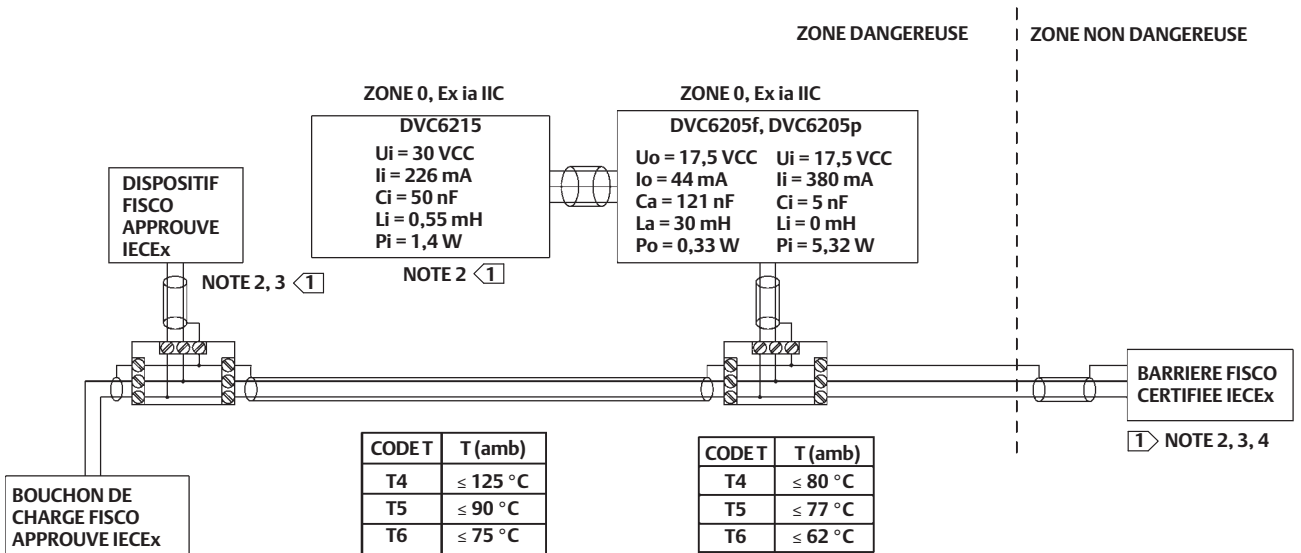 ZONE DANGEREUSE
ZONE NON DANGEREUSE
ZONE 0, Ex ia IIC
DVC6215
Ui = 30 VCC
Ii = 226 mA
Ci = 50 nF
Li = 0,55 mH
Pi = 1,4 W
NOTE 2 1
ZONE 0, Ex ia IIC
DVC6205f, DVC6205p
Uo = 17,5 VCC Ui = 17,5 VCC
Io = 44 mA Ii = 380 mA
Ca = 121 nF Ci = 5 nF
La = 30 mH Li = 0 mH
Po = 0,33 W Pi = 5,32 W
DISPOSITIF
FISCO
APPROUVE
IECEx
NOTE 2, 3 1
BARRIERE FISCO
CERTIFIEE IECEx
1 NOTE 2, 3, 4
BOUCHON DE
CHARGE FISCO
APPROUVE IECEx
CODE T T (amb)
T4 ≤ 125 °C
T5 ≤ 90 °C
T6 ≤ 75 °C
CODE T T (amb)
T4 ≤ 80 °C
T5 ≤ 77 °C
T6 ≤ 62 °C